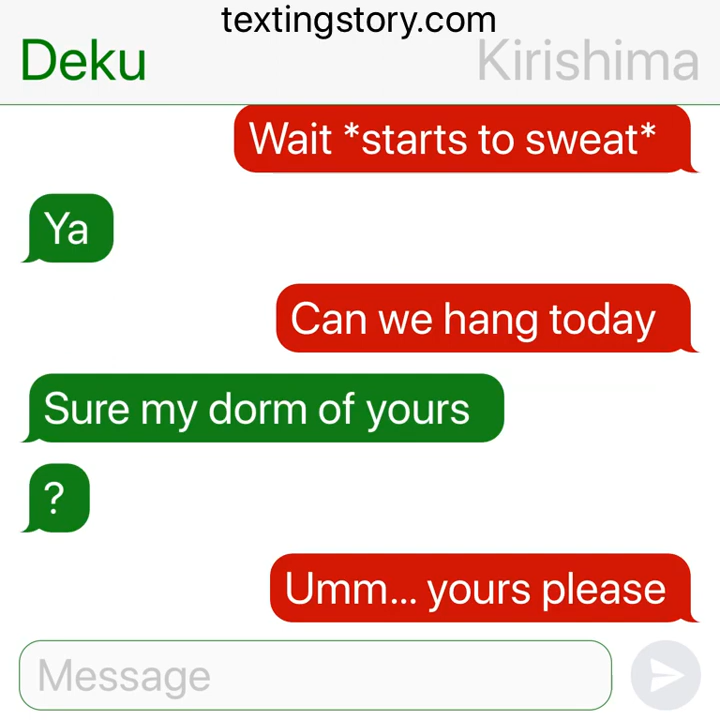 textingstory.com
Deku
Kirishima
Wait *starts to sweat*
Ya
Can we hang today
Sure my dorm of yours
?
Umm... yours please
Message